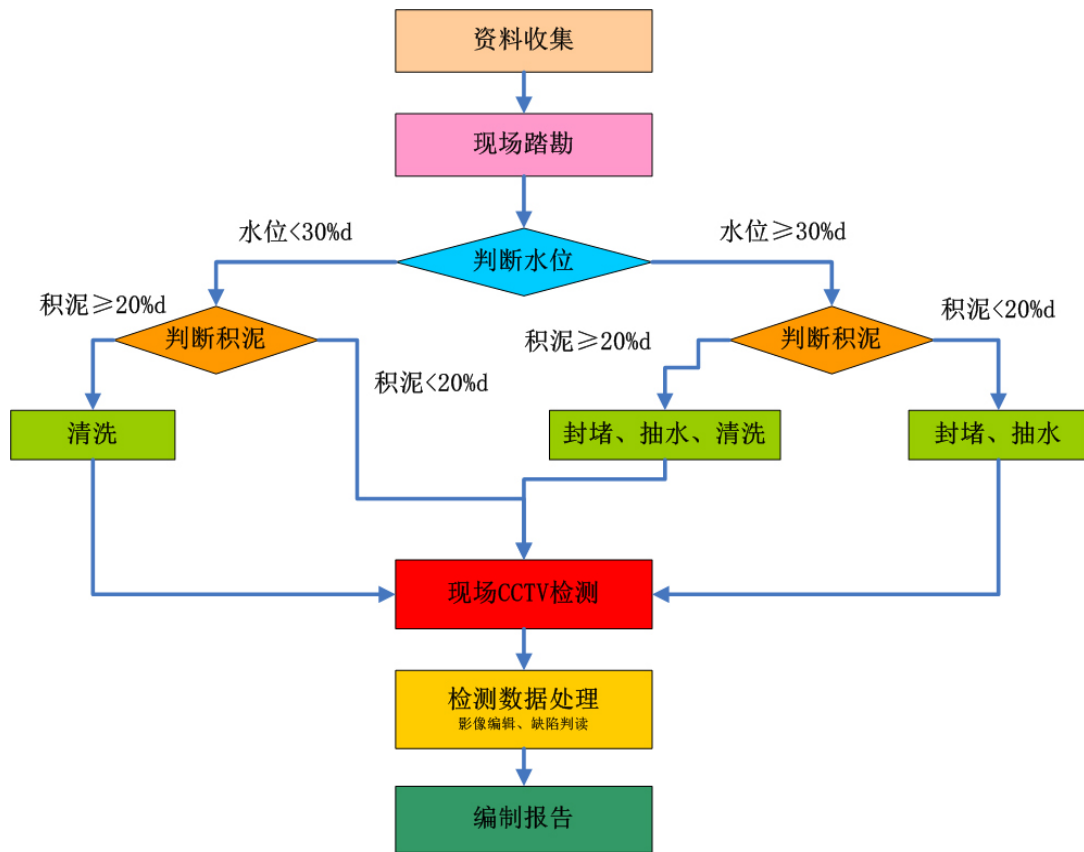 资料收集
现场踏勘
水位<30%d
水位≥30%d
判断水位
积泥≥20%d
判断积泥
积泥<20%d
积泥≥20%d
判断积泥
积泥<20%d
清洗
封堵、抽水、清洗
封堵、抽水
现场CCTV检测
检测数据处理
影像编辑、缺陷判读
编制报告